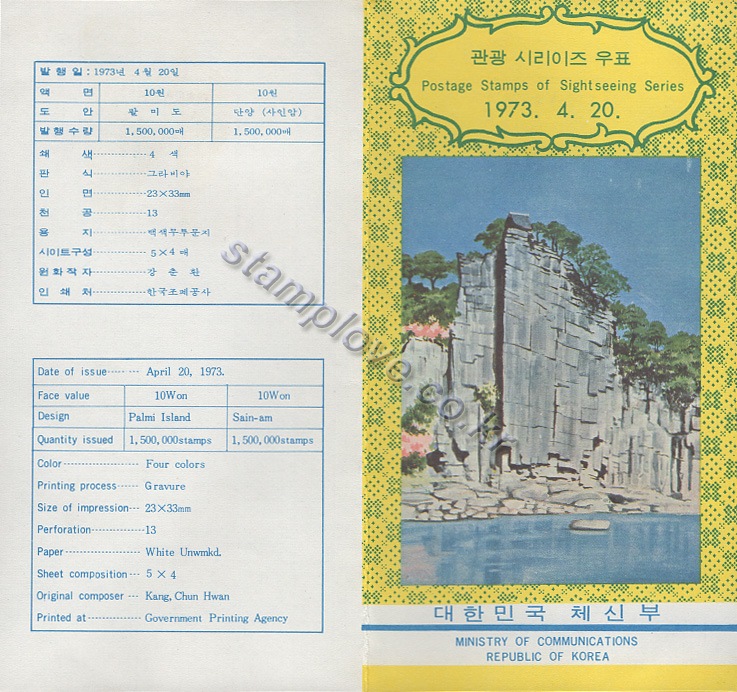 발 행 일 : 1973년 4월 20일
액 면 10원 10원
도 안 팔 미 도 단양 (사인암)
발행수량 1,500,000매 1,500,000매
쇄 색 4 색
판 식 그라비아
인 면 23×33mm
천 공 13
용 지 백색무투문지
시이트구성 5×4 매
원화작자 강 춘 환
인 쇄 처 한국조폐공사
Date of issue April 20, 1973.
Face value 10Won 10Won
Design Palmi Island Sain-am
Quantity issued 1,500,000stamps 1,500,000stamps
Color Four colors
Printing process Gravure
Size of impression 23×33mm
Perforation 13
Paper White Unwmkd.
Sheet composition 5 × 4
Original composer Kang, Chun Hwan
Printed at Government Printing Agency
관광 시리이즈 우표
Postage Stamps of Sightseeing Series
1973. 4. 20.
대한민국 체신부
MINISTRY OF COMMUNICATIONS
REPUBLIC OF KOREA
stamplove.co.kr